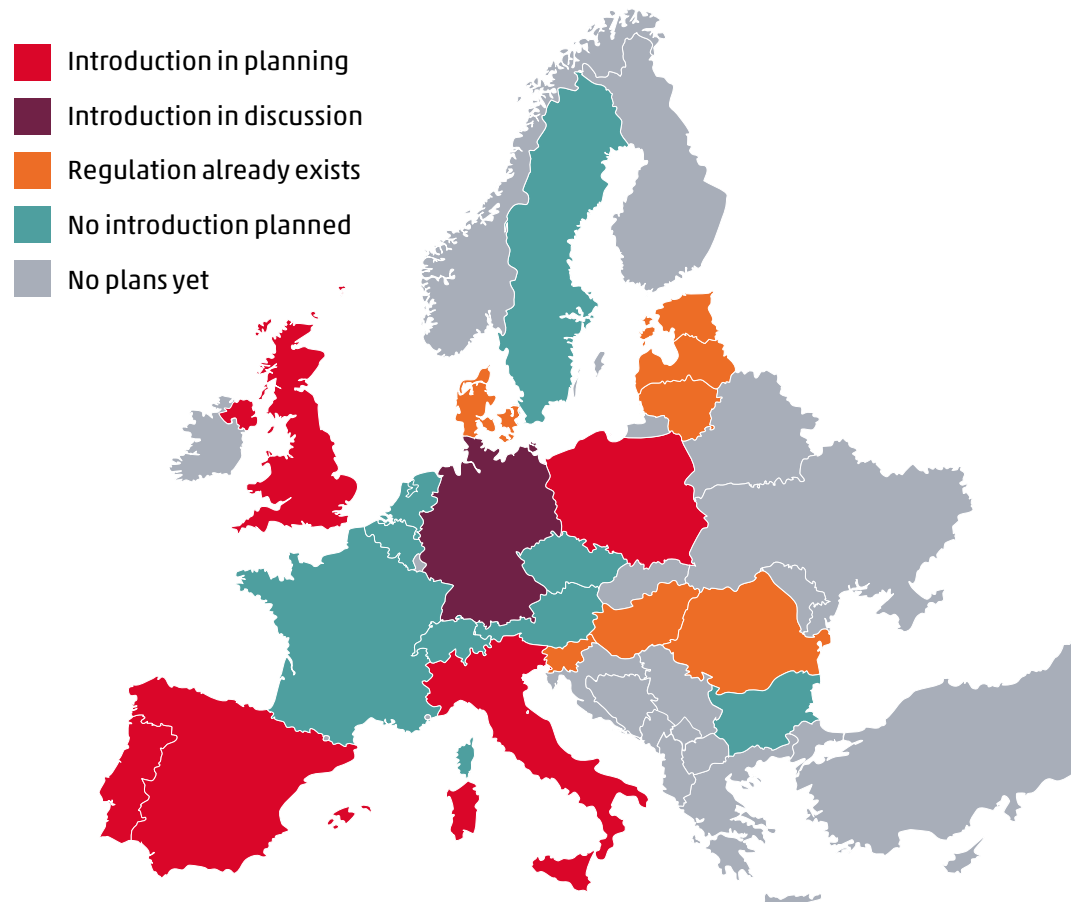 Introduction in planning
Introduction in discussion
Regulation already exists
No introduction planned
No plans yet